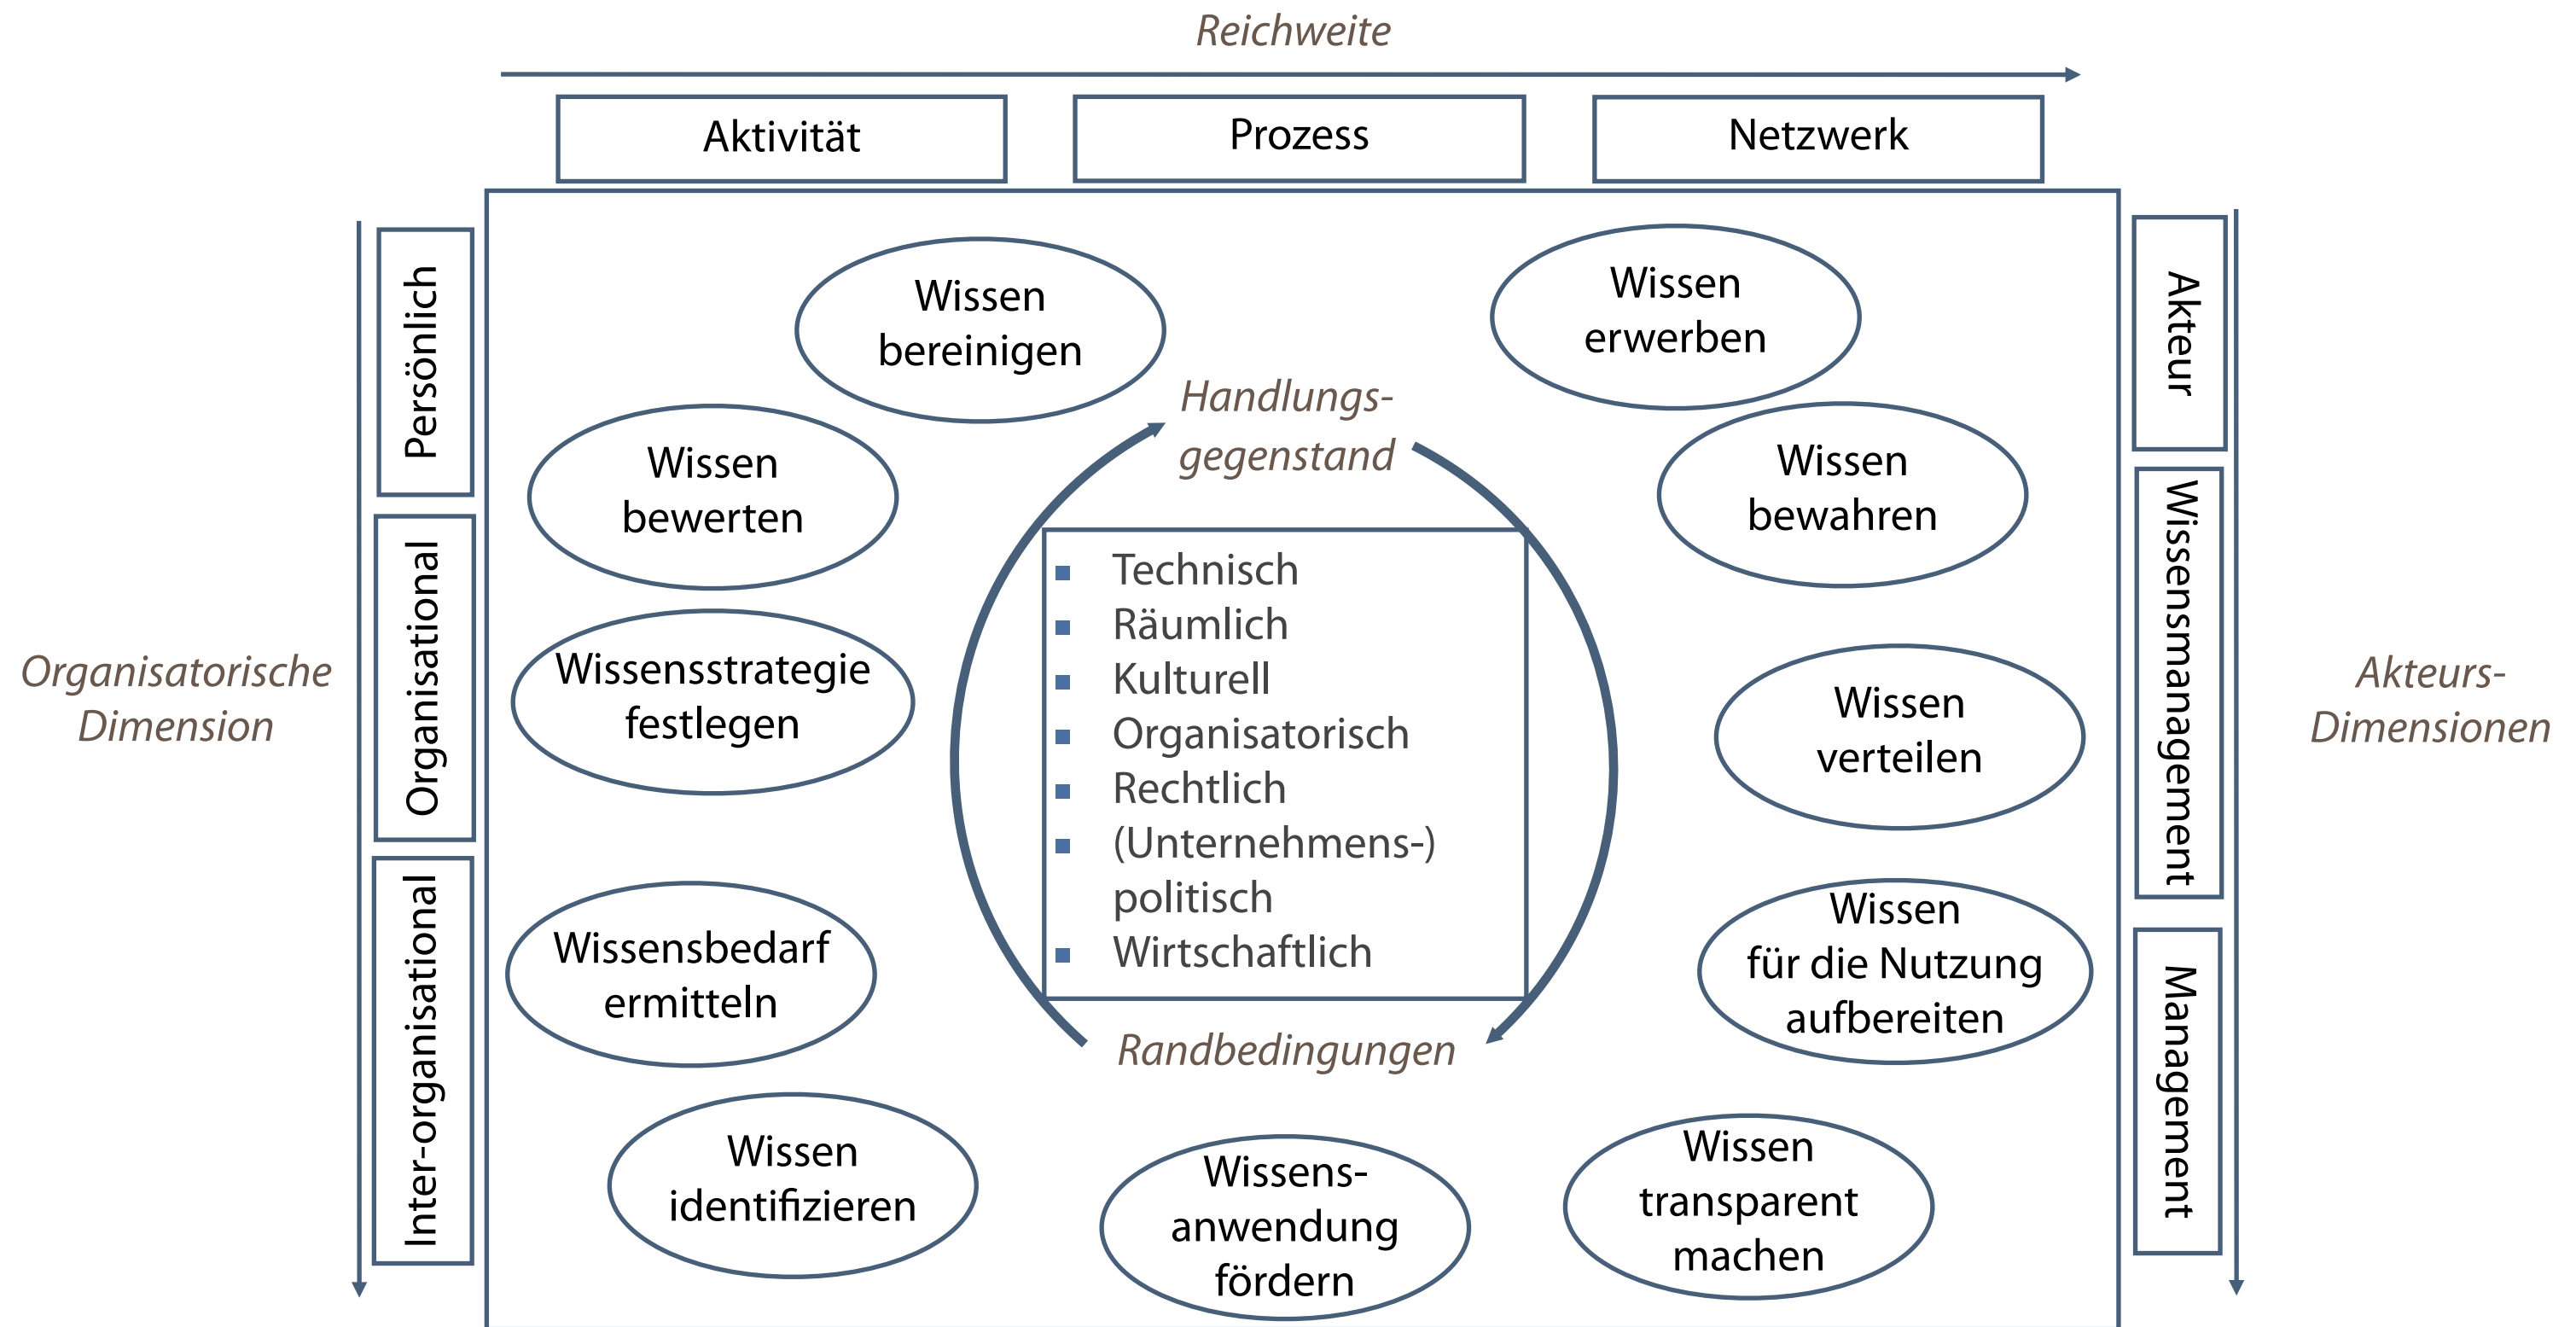 Reichweite
Aktivität
Prozess
Netzwerk
Organisatorische
Dimension
Persönlich
Organisational
Inter-organisational
Wissen
bereinigen
Wissen
erwerben
Wissen
bewerten
Wissen
bewahren
Wissensstrategie
festlegen
Wissen
verteilen
Wissensbedarf
ermitteln
Wissen
für die Nutzung
aufbereiten
Wissen
identifizieren
Wissens-
anwendung
fördern
Wissen
transparent
machen
Handlungs-
gegenstand
Technisch
Räumlich
Kulturell
Organisatorisch
Rechtlich
(Unternehmens-)
politisch
Wirtschaftlich
Randbedingungen
Akteur
Wissensmanagement
Management
Akteurs-
Dimensionen